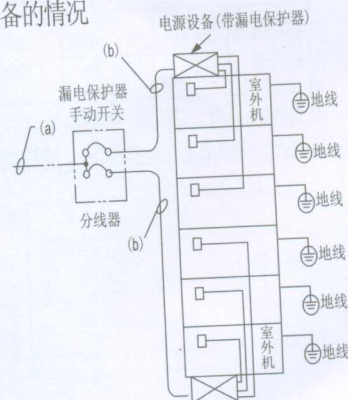 备的情况
电源设备(带漏电保护器)
(b)
漏电保护器
手动开关
(a)
分线器
(b)
室外机
地线
地线
地线
地线
地线
室外机
地线